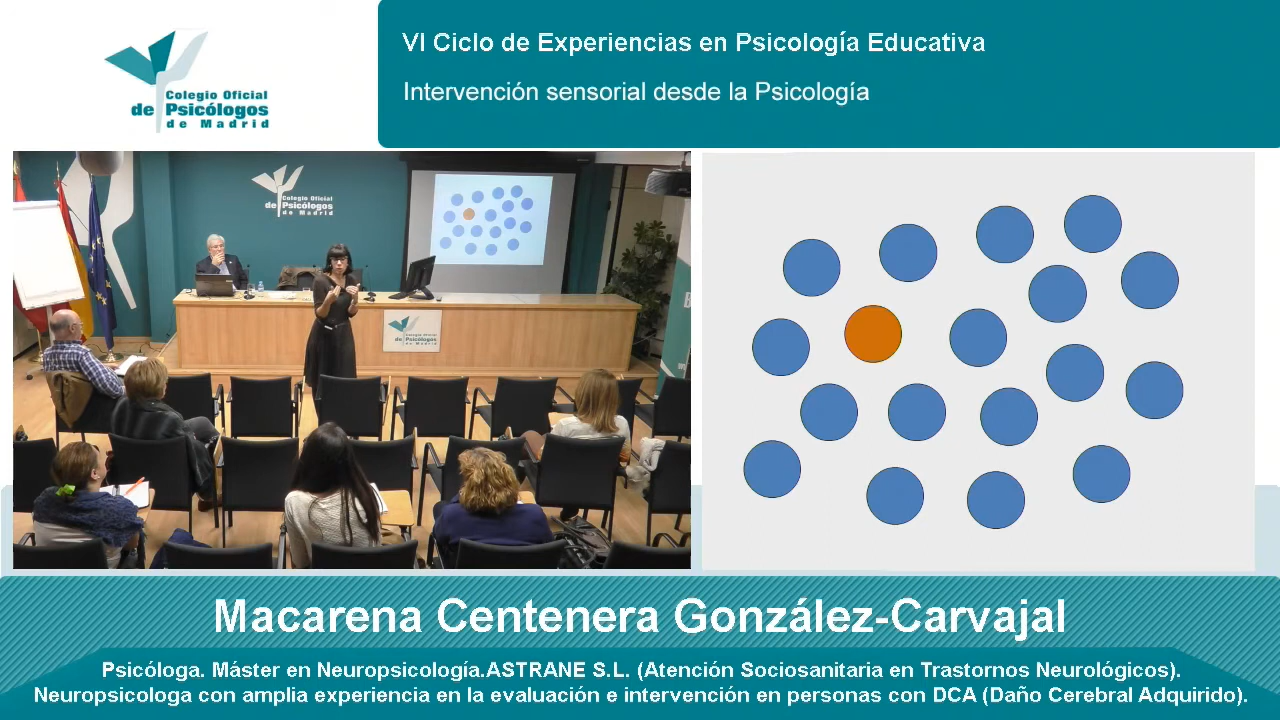 Colegio Oficial
de Psicólogos
de Madrid
VI Ciclo de Experiencias en Psicología Educativa
Intervención sensorial desde la Psicología
Colegio Oficial
de Psicólogos
de Madrid
Colegio Oficial
de Psicólogos
de Madrid
Macarena Centenera González-Carvajal
Psicóloga. Máster en Neuropsicología.ASTRANE S.L. (Atención Sociosanitaria en Trastornos Neurológicos).
Neuropsicologa con amplia experiencia en la evaluación e intervención en personas con DCA (Daño Cerebral Adquirido).